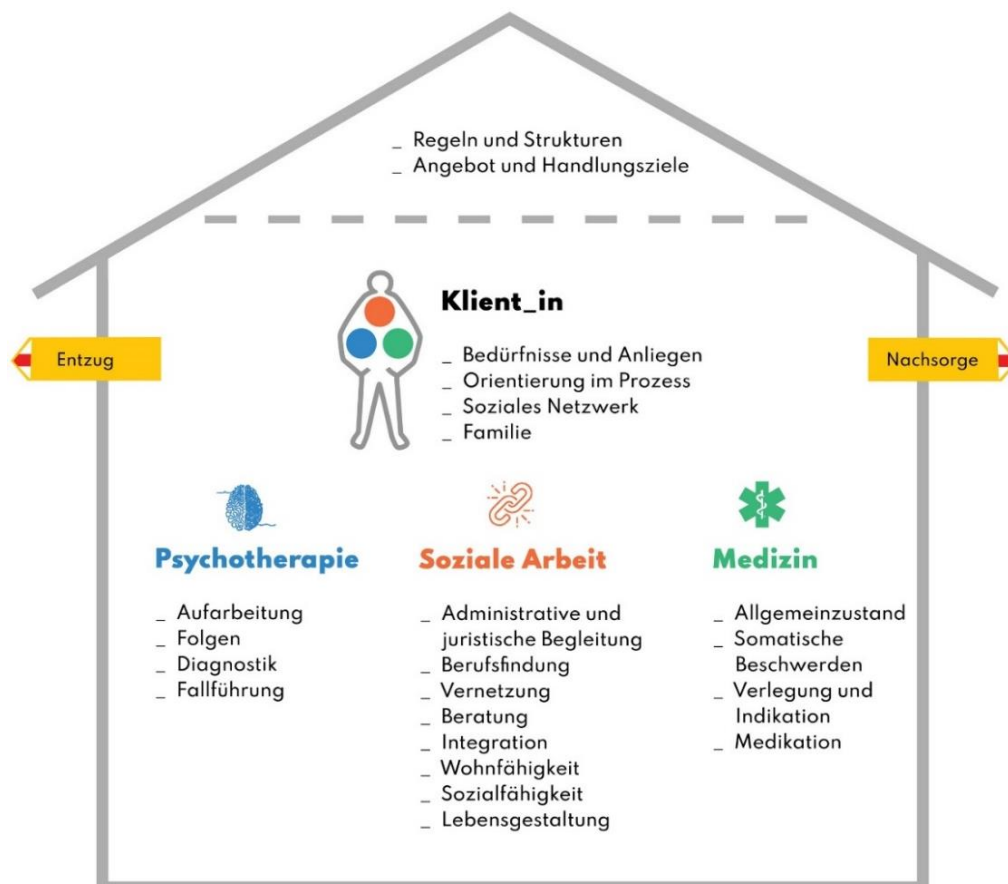 _ Regeln und Strukturen
_ Angebot und Handlungsziele
Klient_in
_ Bedürfnisse und Anliegen
_ Orientierung im Prozess
_ Soziales Netzwerk
_ Familie
Entzug
Nachsorge
Psychotherapie
_ Aufarbeitung
_ Folgen
_ Diagnostik
_ Fallführung
Soziale Arbeit
_ Administrative und
juristische Begleitung
_ Berufsfindung
_ Vernetzung
_ Beratung
_ Integration
_ Wohnfähigkeit
_ Sozialfähigkeit
_ Lebensgestaltung
Medizin
_ Allgemeinzustand
_ Somatische
Beschwerden
_ Verlegung und
Indikation
_ Medikation